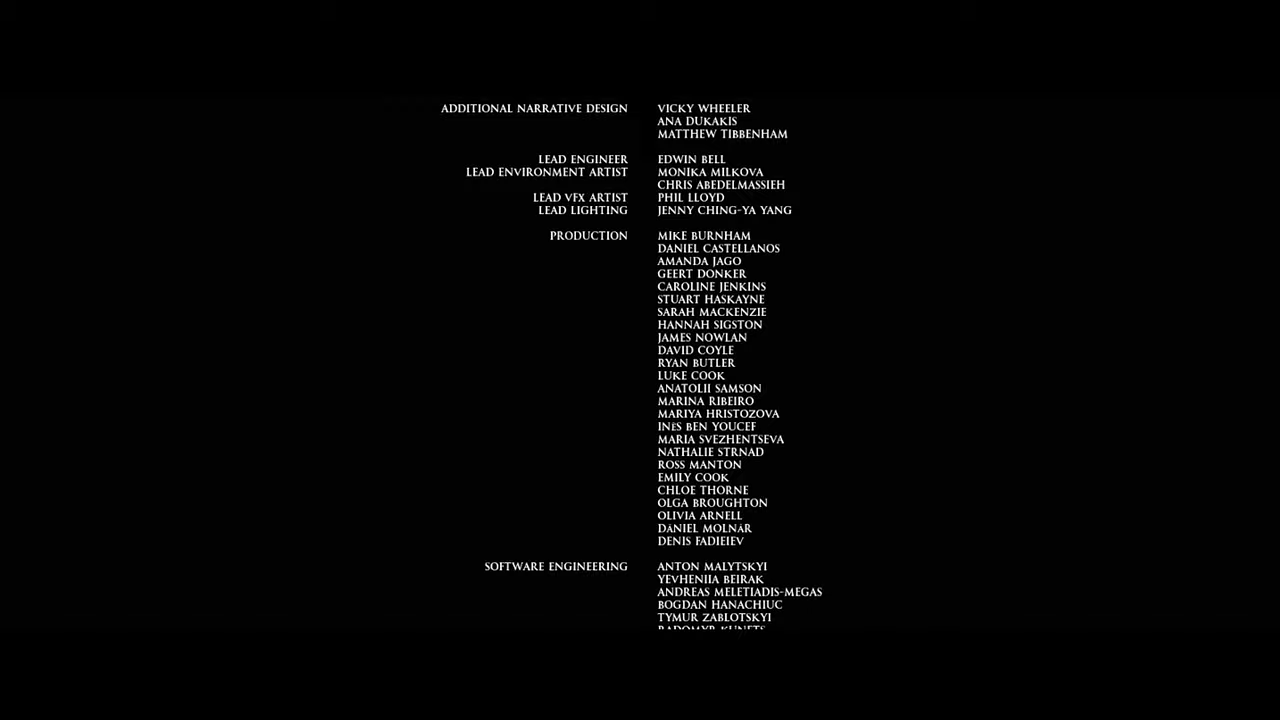 ADDITIONAL NARRATIVE DESIGN VICKY WHEELER
ANA DUKAKIS
MATTHEW TIBBENHAM
LEAD ENGINEER EDWIN BELL
LEAD ENVIRONMENT ARTIST MONIKA MILKOVA
CHRIS ABEDELMASSIEH
LEAD VFX ARTIST PHIL LLOYD
LEAD LIGHTING JENNY CHING-YA YANG
PRODUCTION MIKE BURNHAM
DANIEL CASTELLANOS
AMANDA JAGO
GEERT DONKER
CAROLINE JENKINS
STUART HASKAYNE
SARAH MACKENZIE
HANNAH SIGSTON
JAMES NOWLAN
DAVID COYLE
RYAN BUTLER
LUKE COOK
ANATOLII SAMSON
MARINA RIBEIRO
MARIYA HRISTOZOVA
INÈS BEN YOUCEF
MARIA SVEZHENTSEVA
NATHALIE STRNAD
ROSS MANTON
EMILY COOK
CHLOE THORNE
OLGA BROUGHTON
OLIVIA ARNELL
DÁNIEL MOLNÁR
DENIS FADIEIEV
SOFTWARE ENGINEERING ANTON MALYTSKYI
YEVHENIIA BEIRAK
ANDREAS MELETIADIS-MEGAS
BOGDAN HANACHIUC
TYMUR ZABLOTSKYI
RADOMYR KUNETS